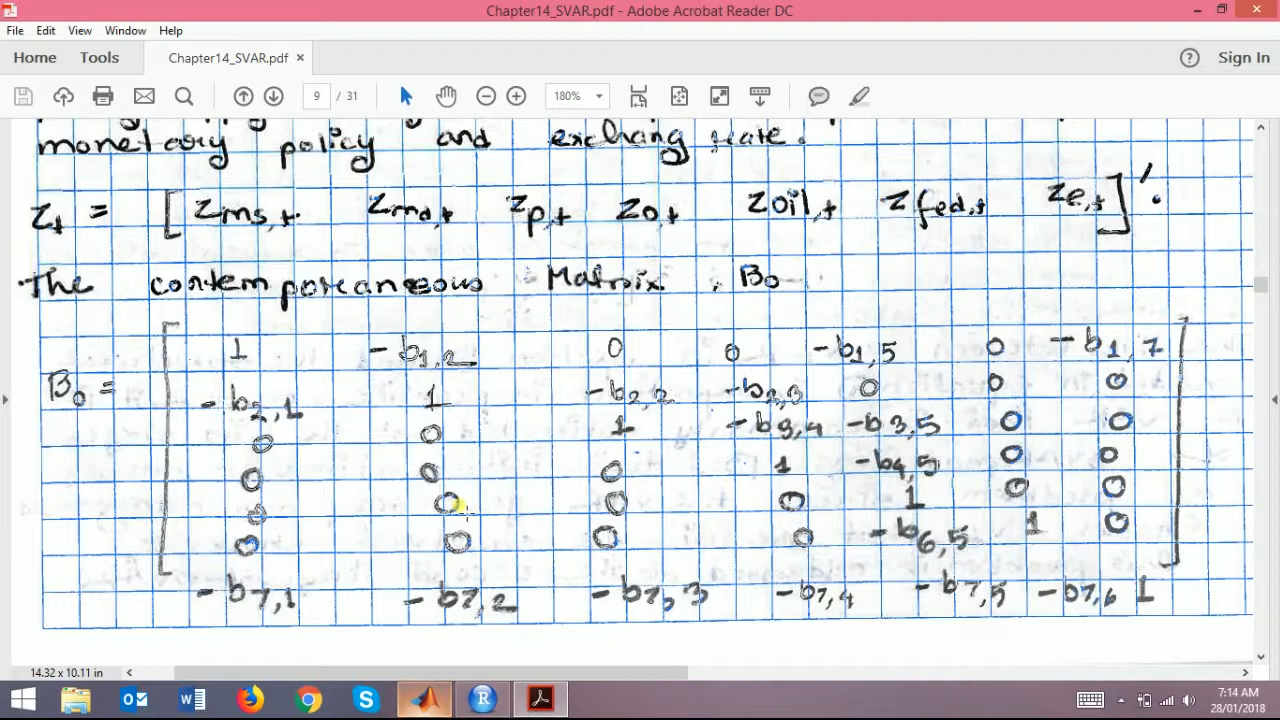 Chapter14_SVAR.pdf - Adobe Acrobat Reader DC
File Edit View Window Help
Home Tools Chapter14_SVAR.pdf × Sign In
9 / 31 180%
monetary policy and exchang rate.
Zt = [ Zms,t Zmd,t Zp,t Zo,t Zoil,t Zfed,t Ze,t ]'.
The contemporaneous Matrix, B0
B0 =
1 -b1,2 0 0 -b1,5 0 -b1,7
-b2,1 1 -b2,2 -b2,3 0 0 0
0 0 1 -b3,4 -b3,5 0 0
0 0 0 1 -b4,5 0 0
0 0 0 0 1 0 0
0 0 0 0 -b6,5 1 0
-b7,1 -b7,2 -b7,3 -b7,4 -b7,5 -b7,6 1
14.32 x 10.11 in
7:14 AM
28/01/2018